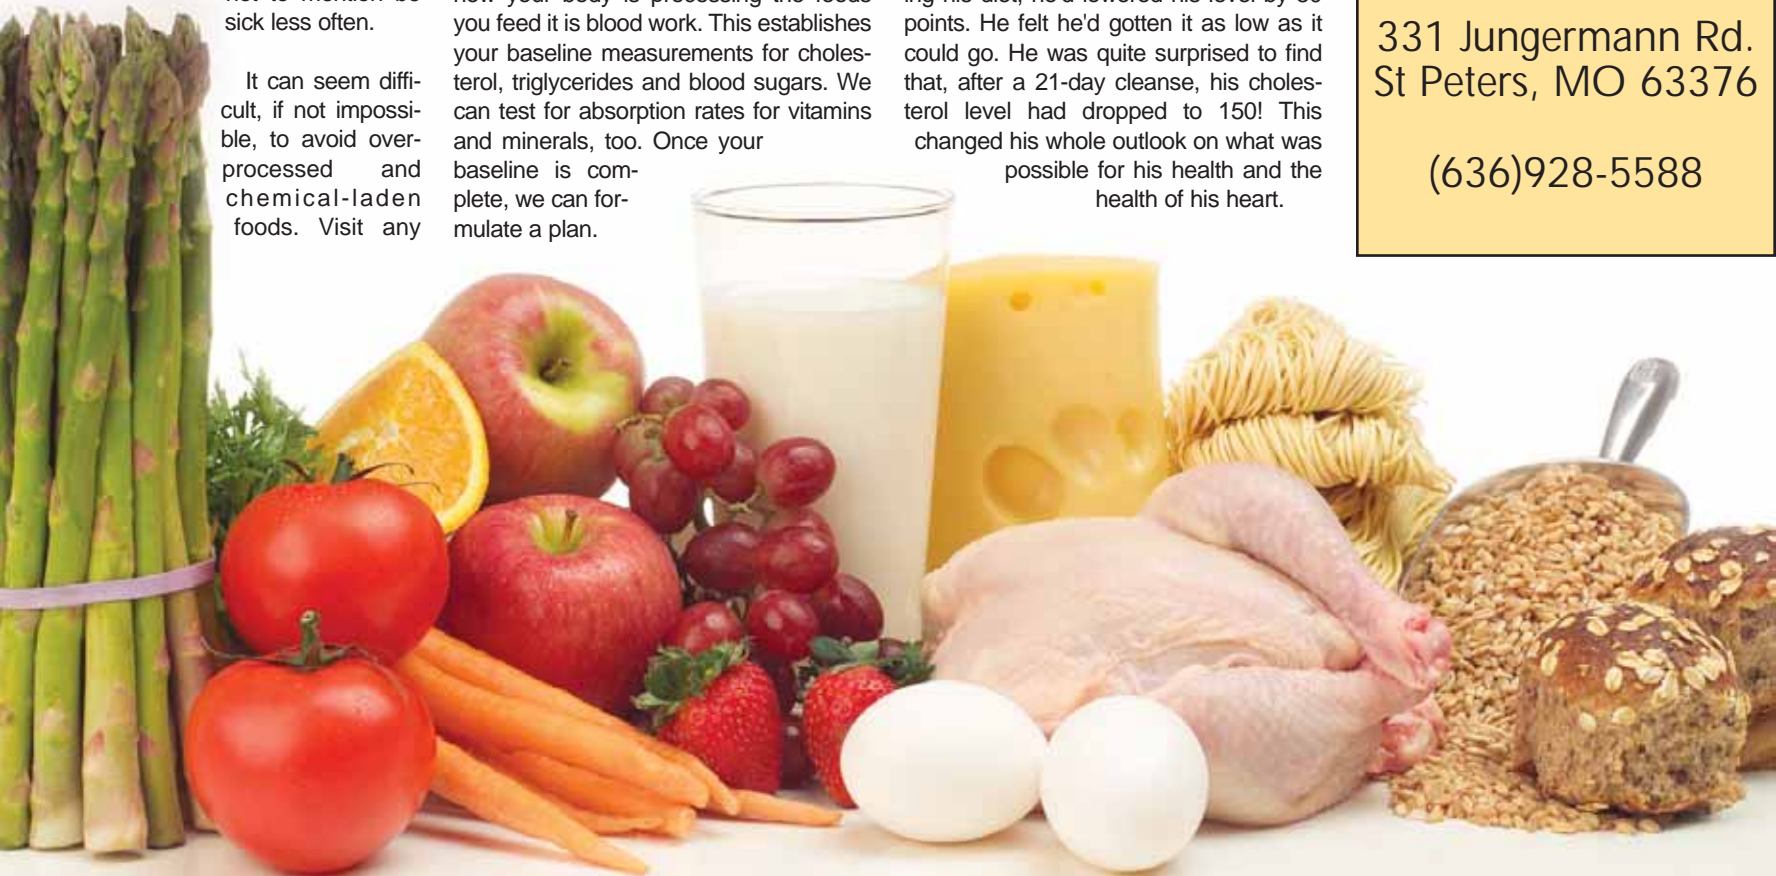 sick less often.
It can seem diffi-
cult, if not impossi-
ble, to avoid over-
processed and
chemical-laden
foods. Visit any
you feed it is blood work. This establishes
your baseline measurements for choles-
terol, triglycerides and blood sugars. We
can test for absorption rates for vitamins
and minerals, too. Once your
baseline is com-
plete, we can for-
mulate a plan.
points. He felt he'd gotten it as low as it
could go. He was quite surprised to find
that, after a 21-day cleanse, his choles-
terol level had dropped to 150! This
changed his whole outlook on what was
possible for his health and the
health of his heart.
331 Jungermann Rd.
St Peters, MO 63376
(636)928-5588